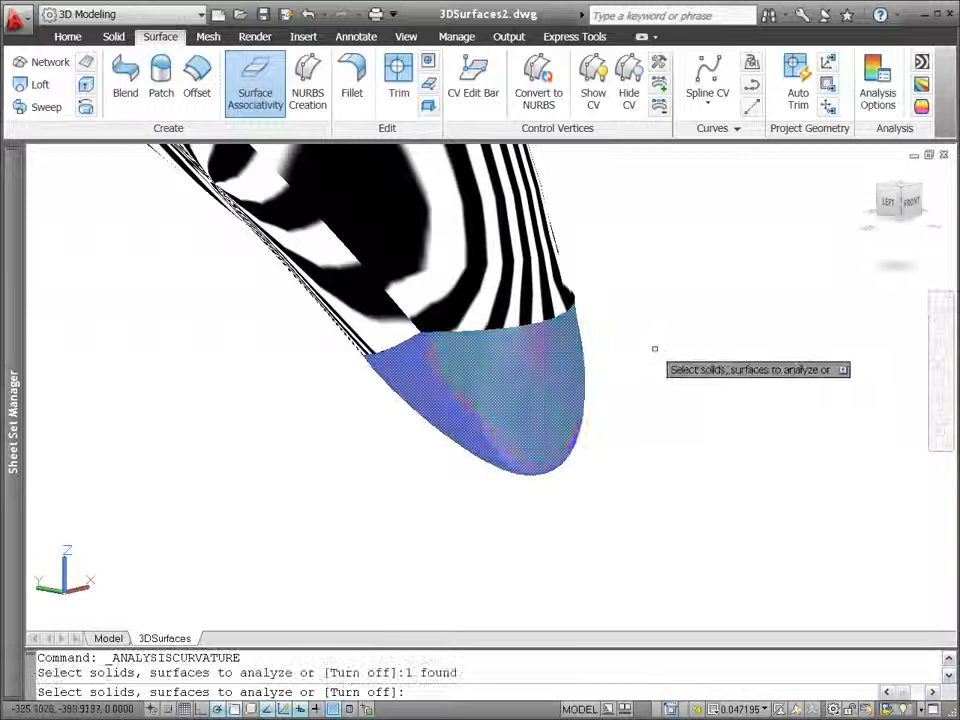 3D Modeling
3DSurfaces2.dwg
Type a keyword or phrase
Home Solid Surface Mesh Render Insert Annotate View Manage Output Express Tools
Network
Loft
Sweep
Blend Patch Offset
Surface
Associativity
NURBS
Creation
Fillet
Trim
CV Edit Bar
Convert to
NURBS
Show
CV
Hide
CV
Spline CV
Auto
Trim
Analysis
Options
Create Edit Control Vertices Curves Project Geometry Analysis
LEFT FRONT
Select solids, surfaces to analyze or
Sheet Set Manager
Z
Y X
Model 3DSurfaces
Command: _ANALYSISCURVATURE
Select solids, surfaces to analyze or [Turn off]:1 found
Select solids, surfaces to analyze or [Turn off]:
MODEL 0.047195